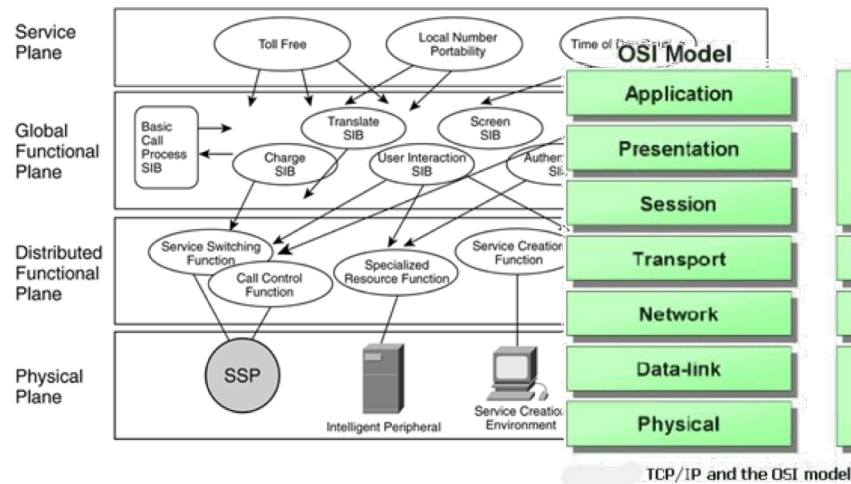 Service
Plane
Toll Free
Local Number
Portability
Time of
OSI Model
Application
Presentation
Session
Transport
Network
Data-link
Physical
Global
Functional
Plane
Basic
Call
Process
SIB
Translate
SIB
Screen
SIB
Charge
SIB
User Interaction
SIB
Distributed
Functional
Plane
Service Switching
Function
Call Control
Function
Specialized
Resource Function
Service Creation
Function
Physical
Plane
SSP
Intelligent Peripheral
Service Creatio
Environment
TCP/IP and the OSI model